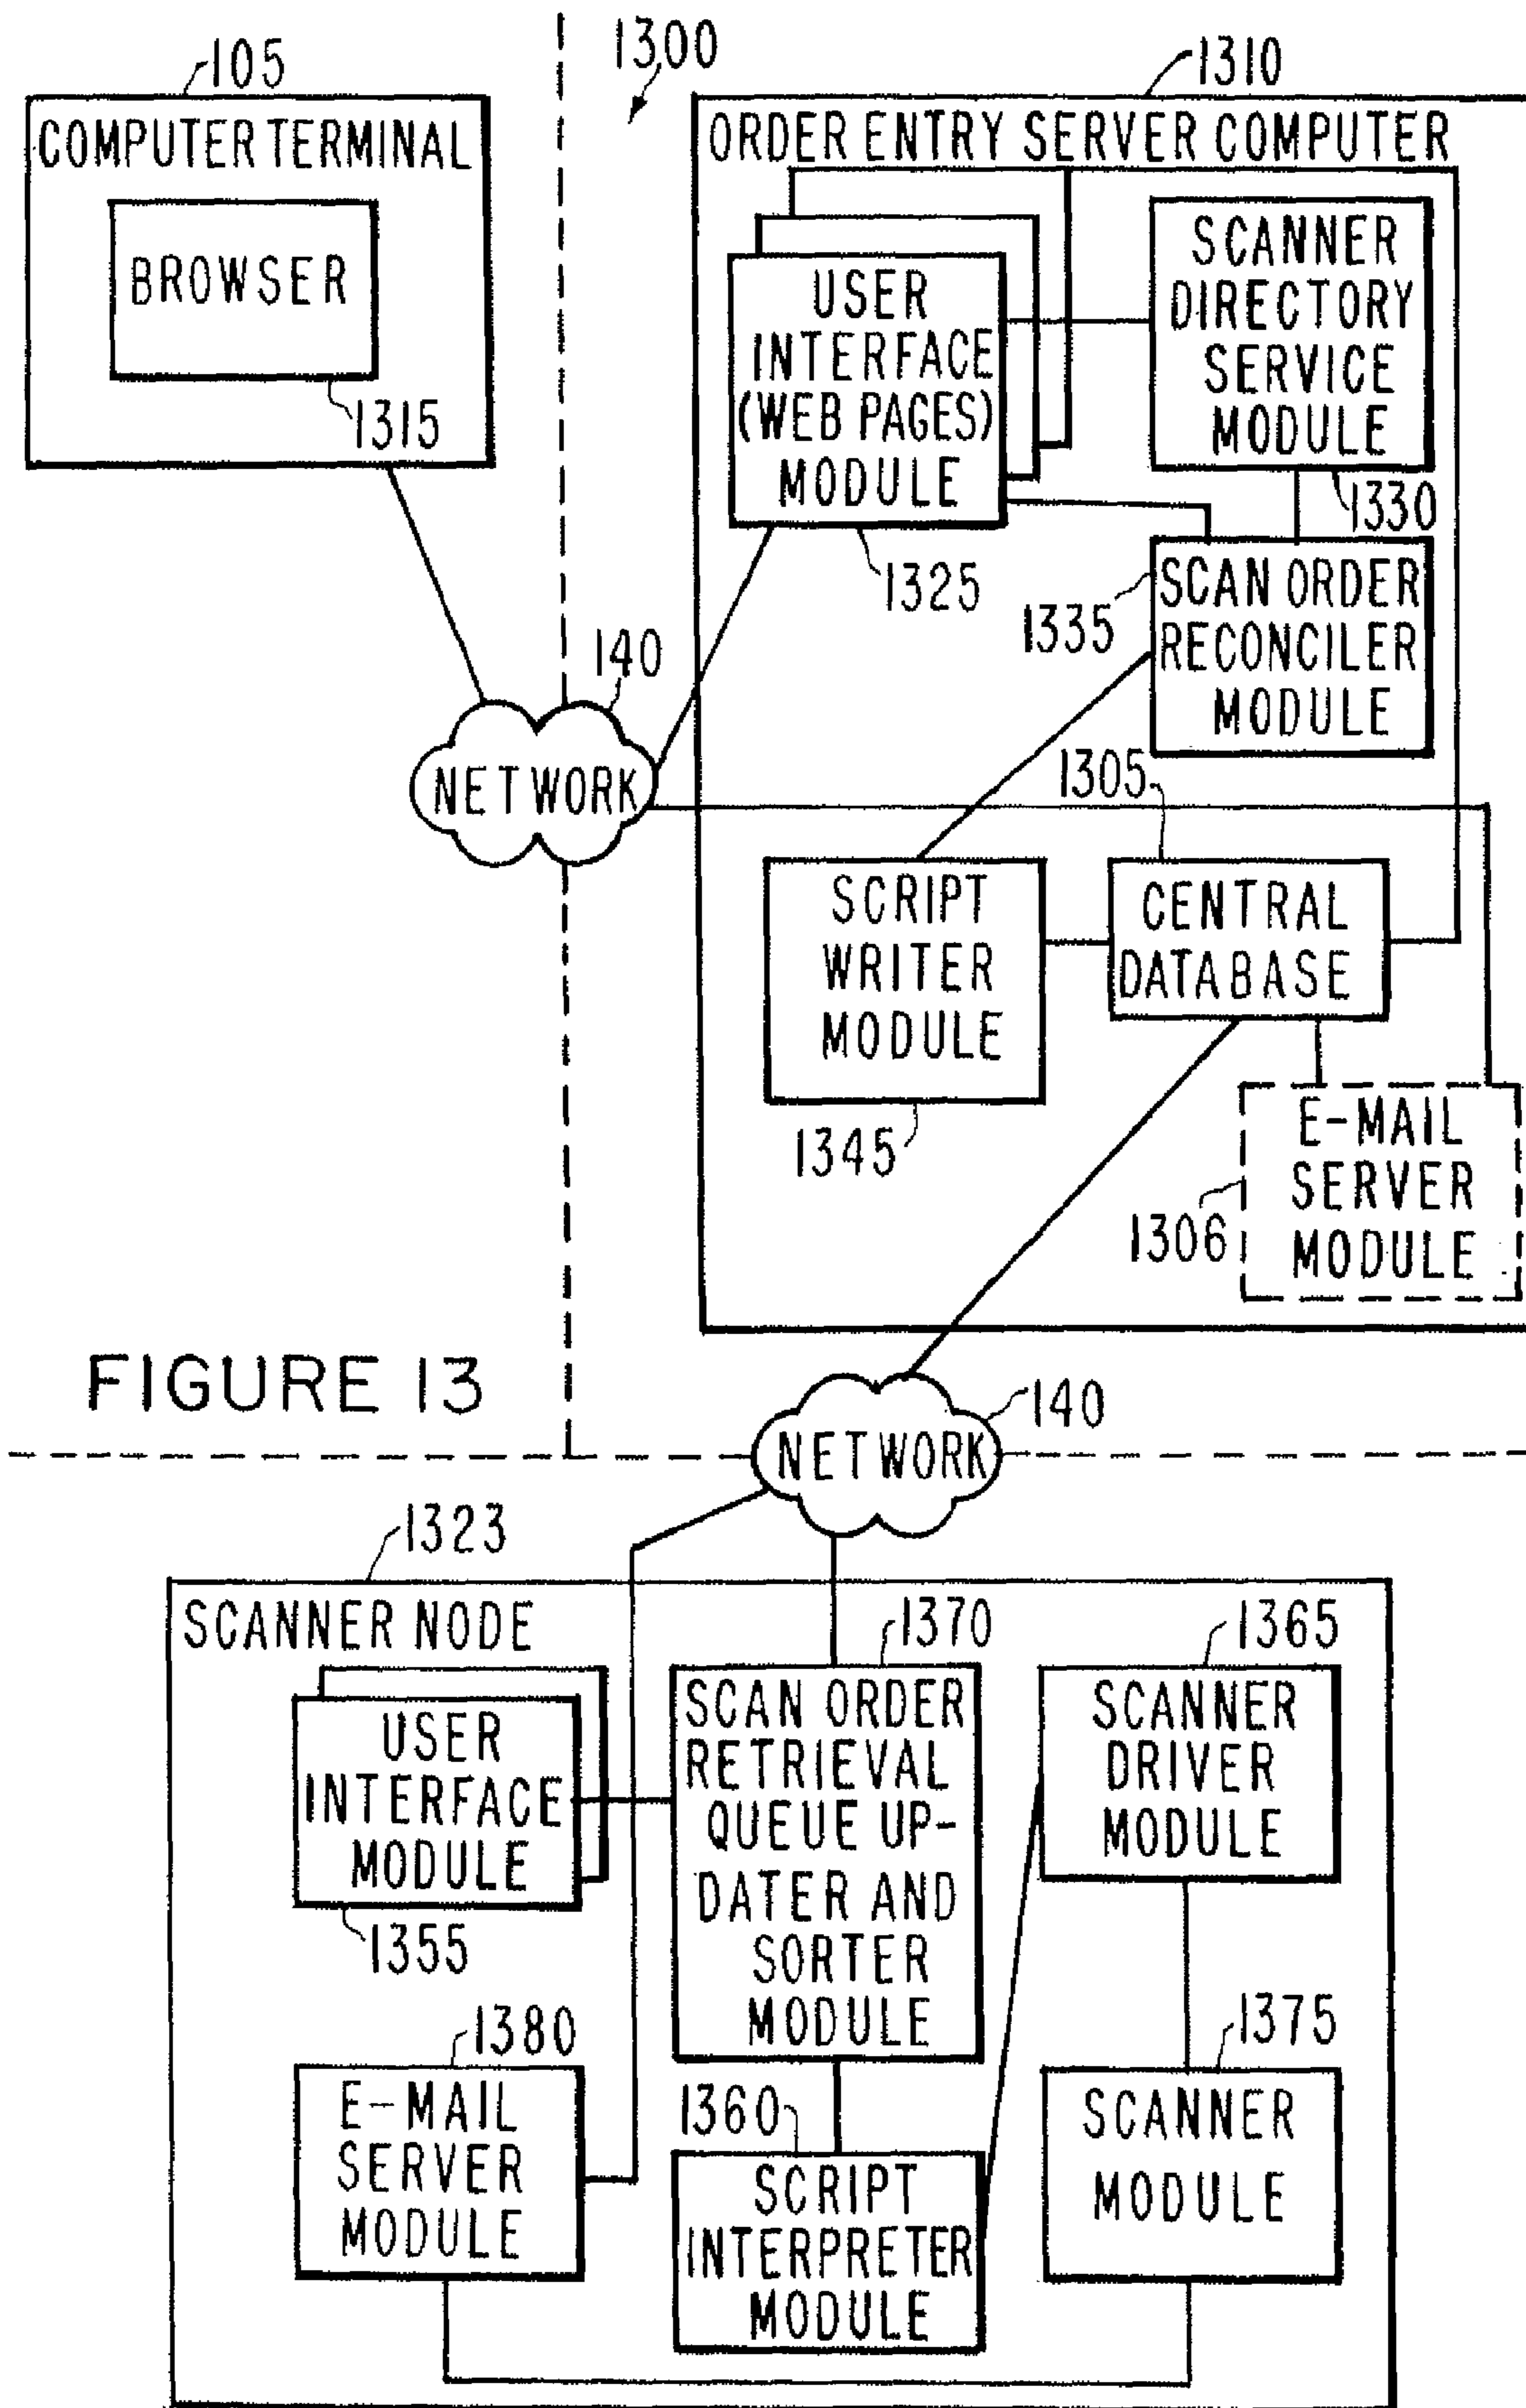 105
COMPUTER TERMINAL
BROWSER
1315
1300
1310
ORDER ENTRY SERVER COMPUTER
USER
INTERFACE
(WEB PAGES)
MODULE
1325
SCANNER
DIRECTORY
SERVICE
MODULE
1330
1335
SCAN ORDER
RECONCILER
MODULE
140
NETWORK
1305
SCRIPT
WRITER
MODULE
1345
CENTRAL
DATABASE
1306
E-MAIL
SERVER
MODULE
FIGURE 13
140
NETWORK
1323
SCANNER NODE
USER
INTERFACE
MODULE
1355
1370
SCAN ORDER
RETRIEVAL
QUEUE UP-
DATER AND
SORTER
MODULE
1365
SCANNER
DRIVER
MODULE
1380
E-MAIL
SERVER
MODULE
1360
SCRIPT
INTERPRETER
MODULE
1375
SCANNER
MODULE